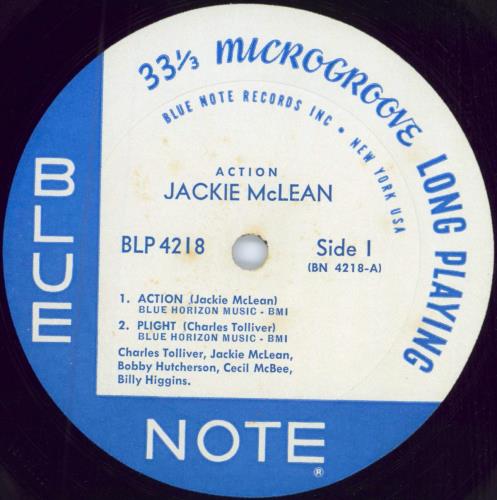 33⅓ MICROGROOVE LONG PLAYING
BLUE NOTE RECORDS INC • NEW YORK USA
ACTION
JACKIE McLEAN
BLP 4218
Side 1
(BN 4218-A)
1. ACTION (Jackie McLean)
BLUE HORIZON MUSIC - BMI
2. PLIGHT (Charles Tolliver)
BLUE HORIZON MUSIC - BMI
Charles Tolliver, Jackie McLean,
Bobby Hutcherson, Cecil McBee,
Billy Higgins.
BLUE
NOTE ®